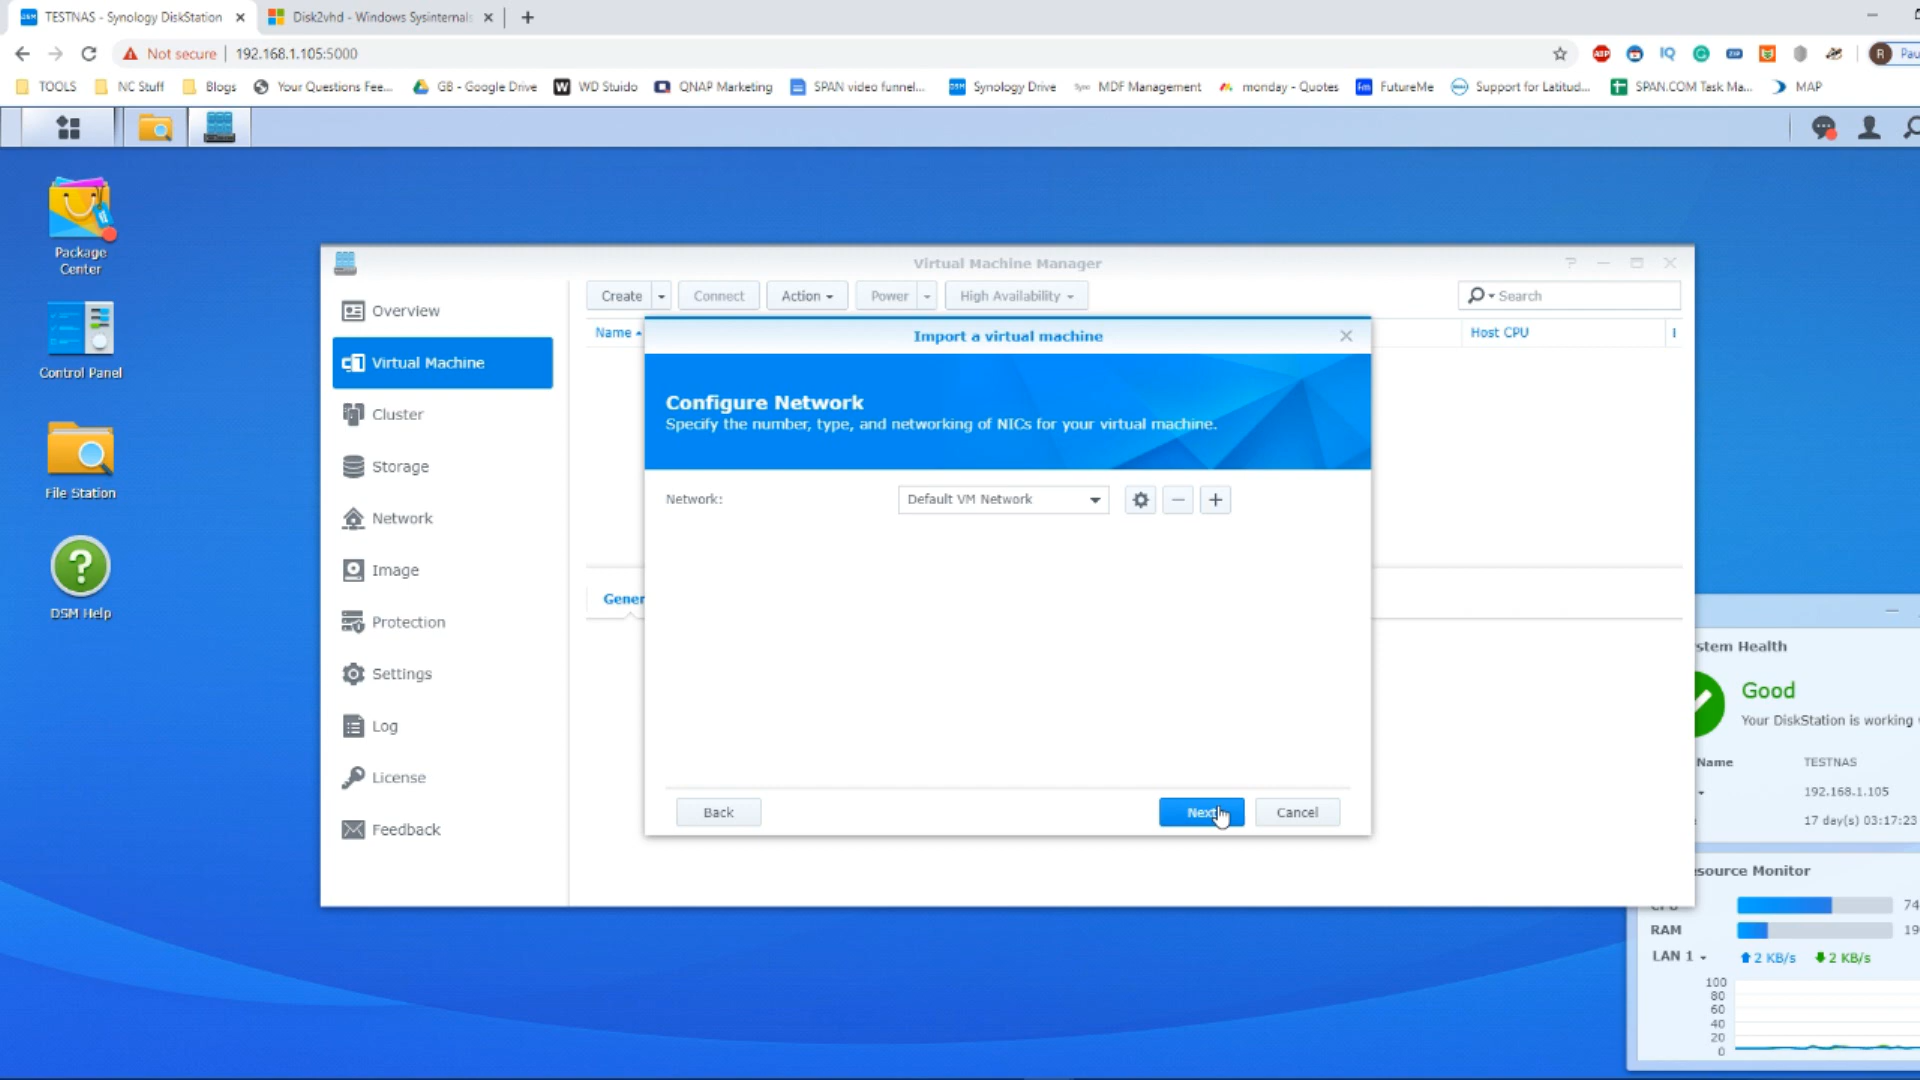 TESTNAS - Synology DiskStation
Disk2vhd - Windows Sysinternals
Not secure
192.168.1.105:5000
ABP
IQ
R
Pau
TOOLS
NC Stuff
Blogs
Your Questions Fee...
GB - Google Drive
WD Stuido
QNAP Marketing
SPAN video funnel...
Synology Drive
MDF Management
monday - Quotes
FutureMe
Support for Latitud...
SPAN.COM Task Ma...
MAP
Package
Center
Control Panel
File Station
DSM Help
Virtual Machine Manager
Overview
Virtual Machine
Cluster
Storage
Network
Image
Protection
Settings
Log
License
Feedback
Create
Connect
Action
Power
High Availability
Search
Name
Host CPU
Gener
Import a virtual machine
Configure Network
Specify the number, type, and networking of NICs for your virtual machine.
Network:
Default VM Network
Back
Next
Cancel
stem Health
Good
Your DiskStation is working
Name
TESTNAS
192.168.1.105
17 day(s) 03:17:23
source Monitor
CPU
74
RAM
19
LAN 1
2 KB/s
2 KB/s
100
80
60
40
20
0